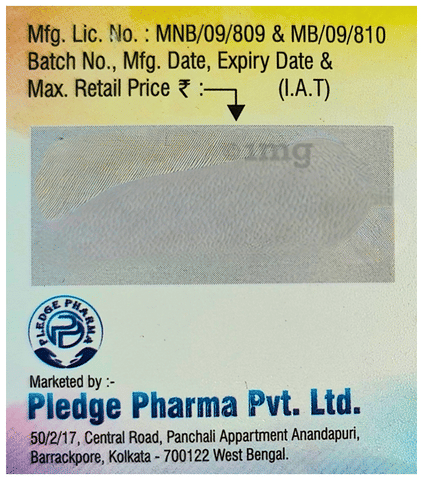 Mfg. Lic. No. : MNB/09/809 & MB/09/810
Batch No., Mfg. Date, Expiry Date &
Max. Retail Price ₹ : (I.A.T)
1mg
PLEDGE PHARMA
Marketed by :-
Pledge Pharma Pvt. Ltd.
50/2/17, Central Road, Panchali Appartment Anandapuri,
Barrackpore, Kolkata - 700122 West Bengal.